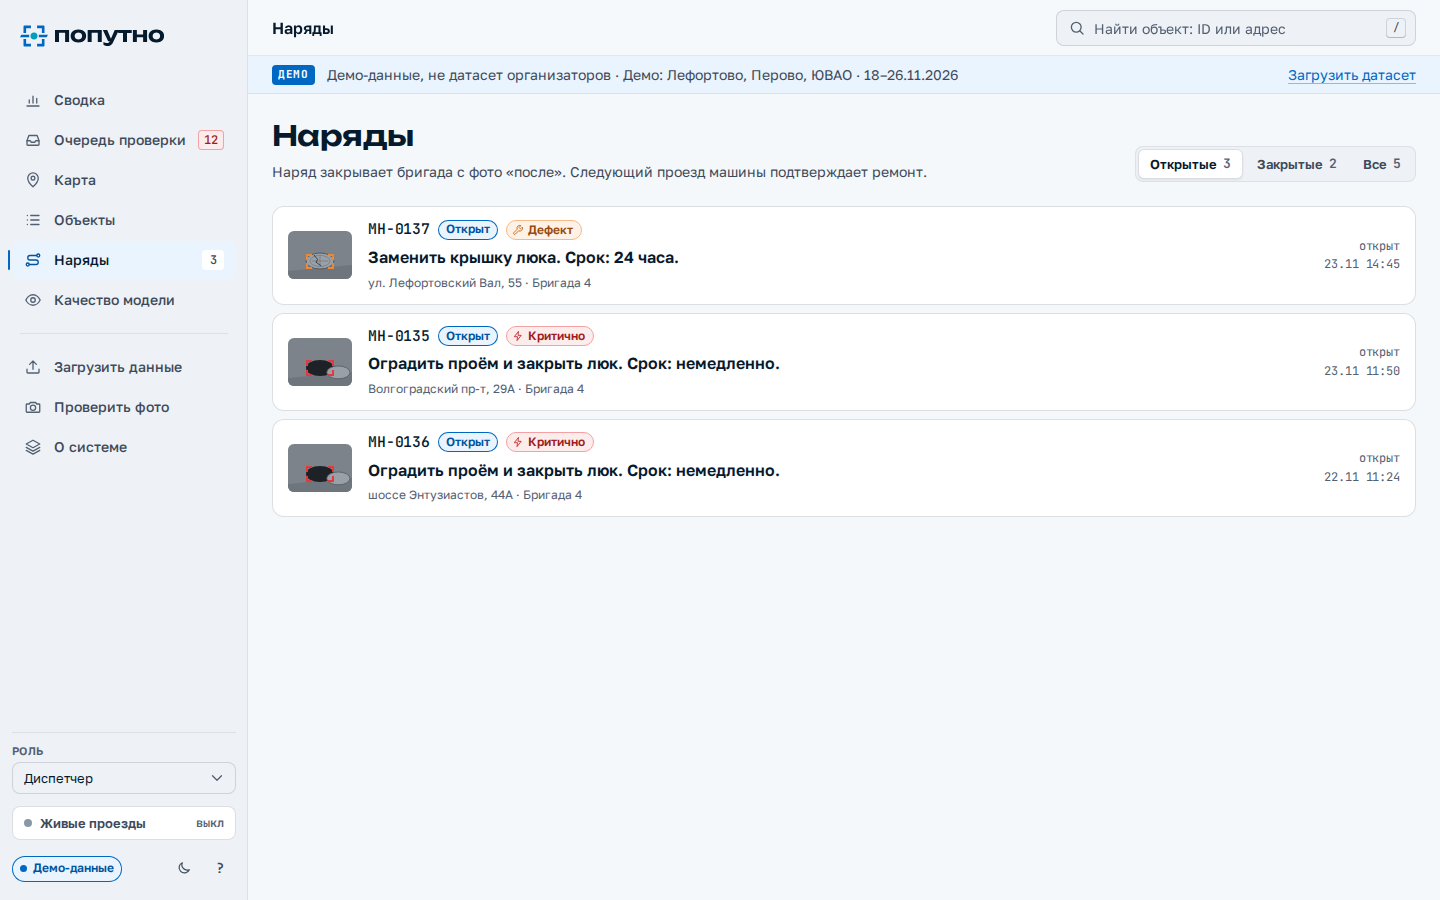 ПОПУТНО
Сводка
Очередь проверки 12
Карта
Объекты
Наряды 3
Качество модели
Загрузить данные
Проверить фото
О системе
РОЛЬ
Диспетчер
Живые проезды выкл
Демо-данные ?
Наряды
Найти объект: ID или адрес /
ДЕМО Демо-данные, не датасет организаторов · Демо: Лефортово, Перово, ЮВАО · 18–26.11.2026 Загрузить датасет
Наряды
Наряд закрывает бригада с фото «после». Следующий проезд машины подтверждает ремонт.
Открытые 3 Закрытые 2 Все 5
МН-0137 Открыт Дефект
Заменить крышку люка. Срок: 24 часа.
ул. Лефортовский Вал, 55 · Бригада 4
открыт
23.11 14:45
МН-0135 Открыт Критично
Оградить проём и закрыть люк. Срок: немедленно.
Волгоградский пр-т, 29А · Бригада 4
открыт
23.11 11:50
МН-0136 Открыт Критично
Оградить проём и закрыть люк. Срок: немедленно.
шоссе Энтузиастов, 44А · Бригада 4
открыт
22.11 11:24